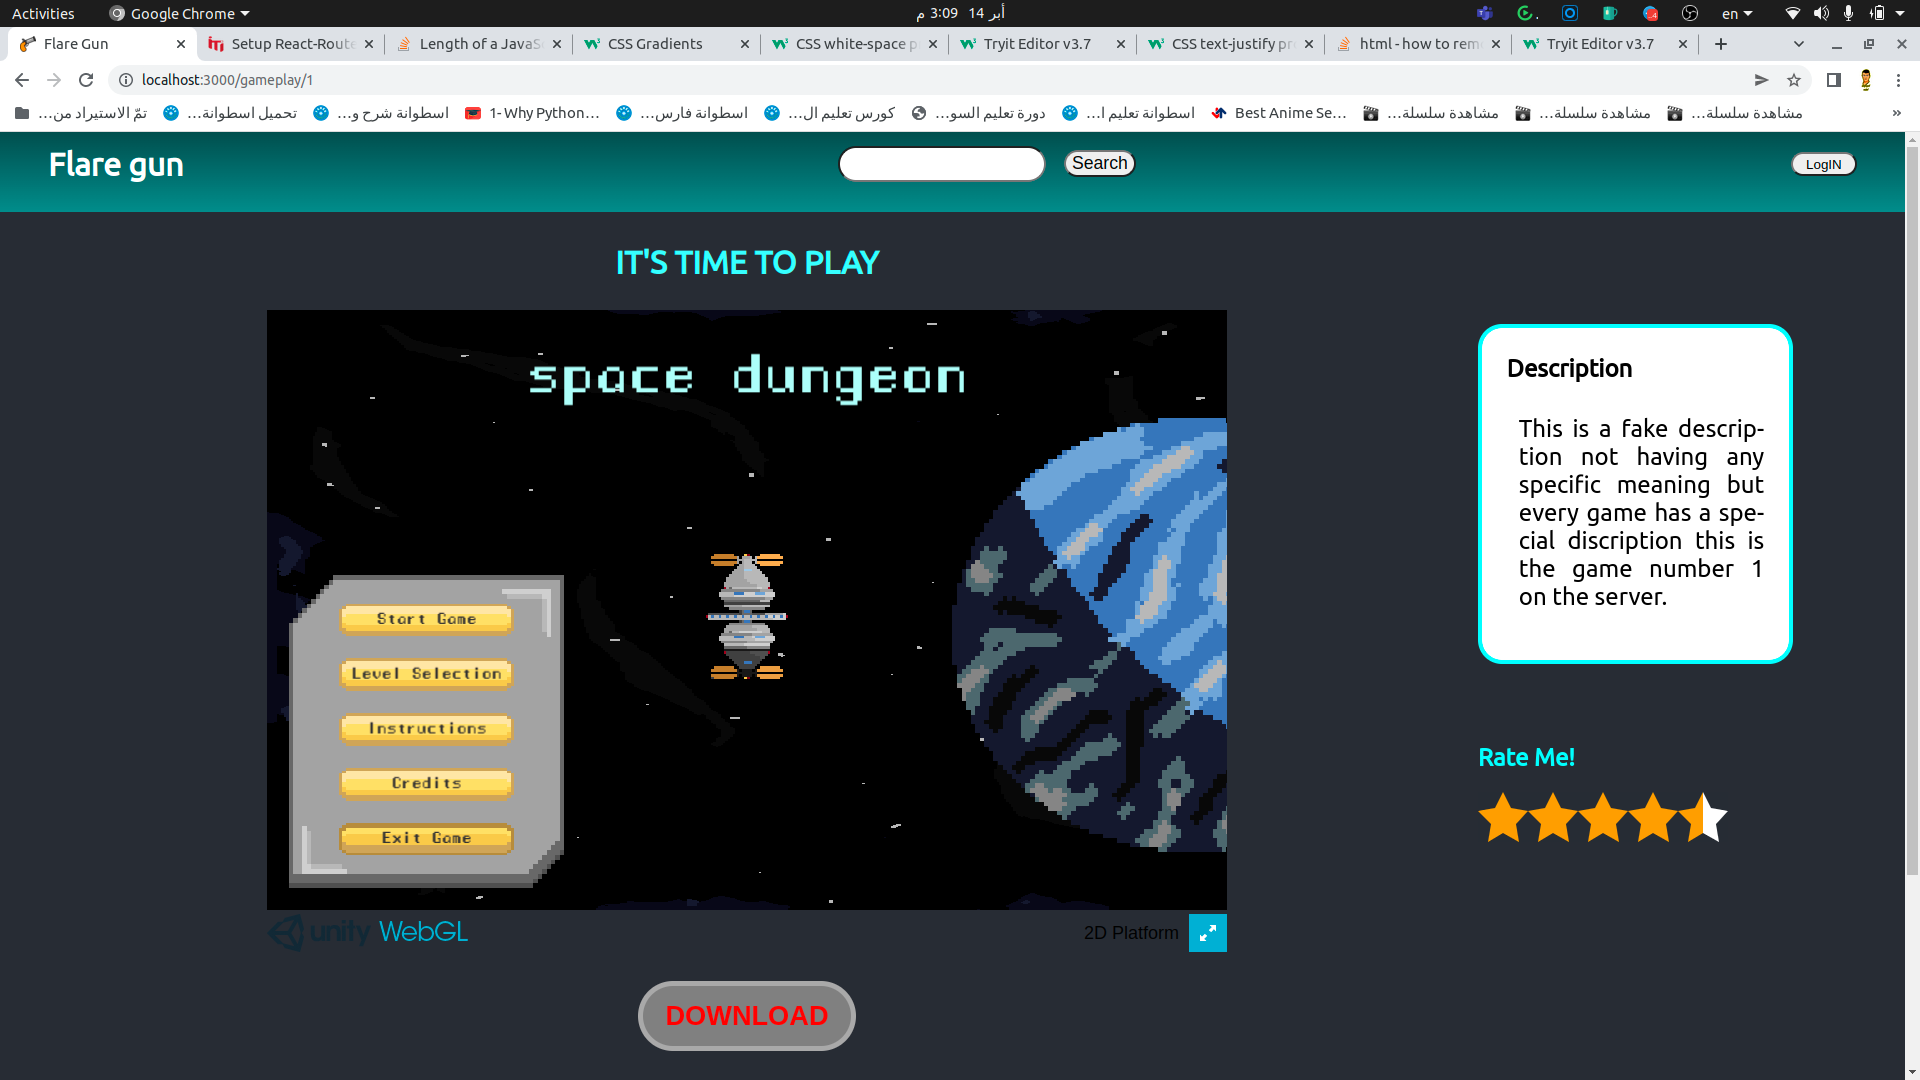 Activities Google Chrome 3:09 م 14 أبر en
Flare Gun Setup React-Route Length of a JavaS CSS Gradients CSS white-space p Tryit Editor v3.7 CSS text-justify pr html - how to rem Tryit Editor v3.7
localhost:3000/gameplay/1
تمّ الاستيراد من... تحميل اسطوانة... اسطوانة شرح و... 1- Why Python... اسطوانة فارس... كورس تعليم ال... دورة تعليم السو... اسطوانة تعليم ا... Best Anime Se... مشاهدة سلسلة... مشاهدة سلسلة... مشاهدة سلسلة... »
Flare gun Search LogIN
IT'S TIME TO PLAY
space dungeon
Start Game
Level Selection
Instructions
Credits
Exit Game
unity WebGL 2D Platform
DOWNLOAD
Description
This is a fake descrip-
tion not having any
specific meaning but
every game has a spe-
cial discription this is
the game number 1
on the server.
Rate Me!